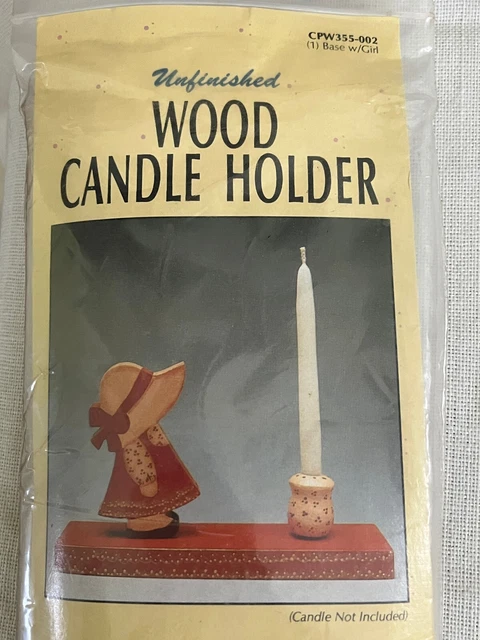 CPW355-002
(1) Base w/Girl
Unfinished
WOOD
CANDLE HOLDER
(Candle Not Included)